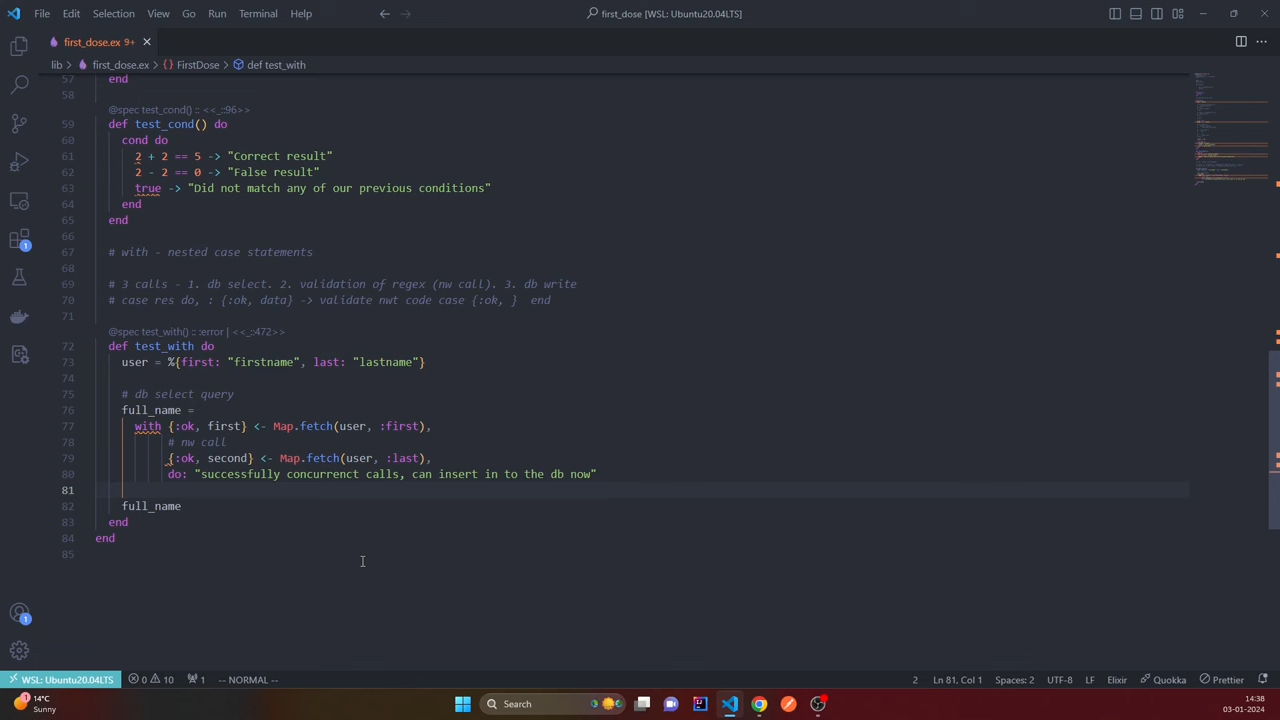 File Edit Selection View Go Run Terminal Help
first_dose [WSL: Ubuntu20.04LTS]
first_dose.ex 9+
lib > first_dose.ex > {} FirstDose > def test_with
57 end
58
@spec test_cond() :: <<_::96>>
59 def test_cond() do
60 cond do
61 2 + 2 == 5 -> "Correct result"
62 2 - 2 == 0 -> "False result"
63 true -> "Did not match any of our previous conditions"
64 end
65 end
66
67 # with - nested case statements
68
69 # 3 calls - 1. db select. 2. validation of regex (nw call). 3. db write
70 # case res do, : {:ok, data} -> validate nwt code case {:ok, } end
71
@spec test_with() :: :error | <<_::472>>
72 def test_with do
73 user = %{first: "firstname", last: "lastname"}
74
75 # db select query
76 full_name =
77 with {:ok, first} <- Map.fetch(user, :first),
78 # nw call
79 {:ok, second} <- Map.fetch(user, :last),
80 do: "successfully concurrenct calls, can insert in to the db now"
81
82 full_name
83 end
84 end
85
1
1
WSL: Ubuntu20.04LTS 0 10 1 -- NORMAL -- 2 Ln 81, Col 1 Spaces: 2 UTF-8 LF Elixir Quokka Prettier
1 14°C
Sunny
Search
14:38
03-01-2024